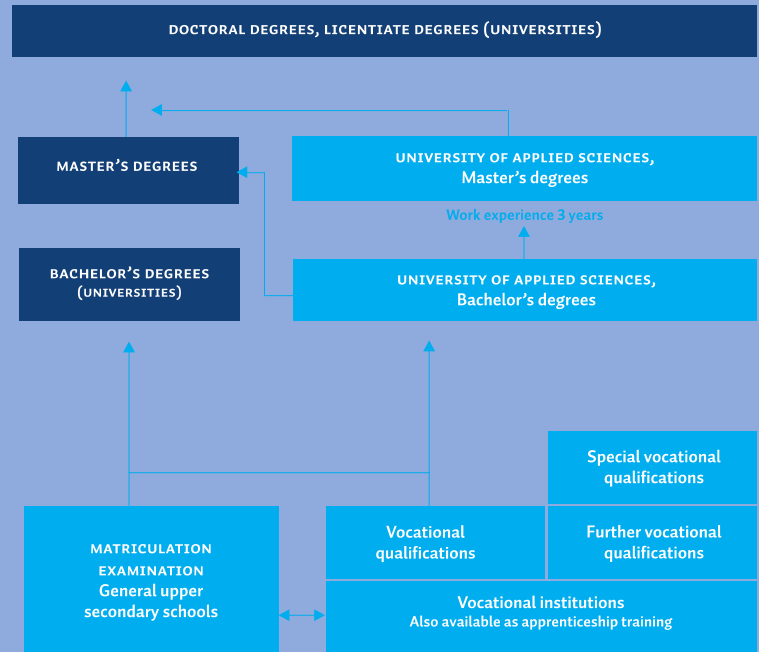 DOCTORAL DEGREES, LICENTIATE DEGREES (UNIVERSITIES)
MASTER'S DEGREES
UNIVERSITY OF APPLIED SCIENCES,
Master's degrees
Work experience 3 years
BACHELOR'S DEGREES
(UNIVERSITIES)
UNIVERSITY OF APPLIED SCIENCES,
Bachelor's degrees
Special vocational
qualifications
MATRICULATION
EXAMINATION
General upper
secondary schools
Vocational
qualifications
Further vocational
qualifications
Vocational institutions
Also available as apprenticeship training